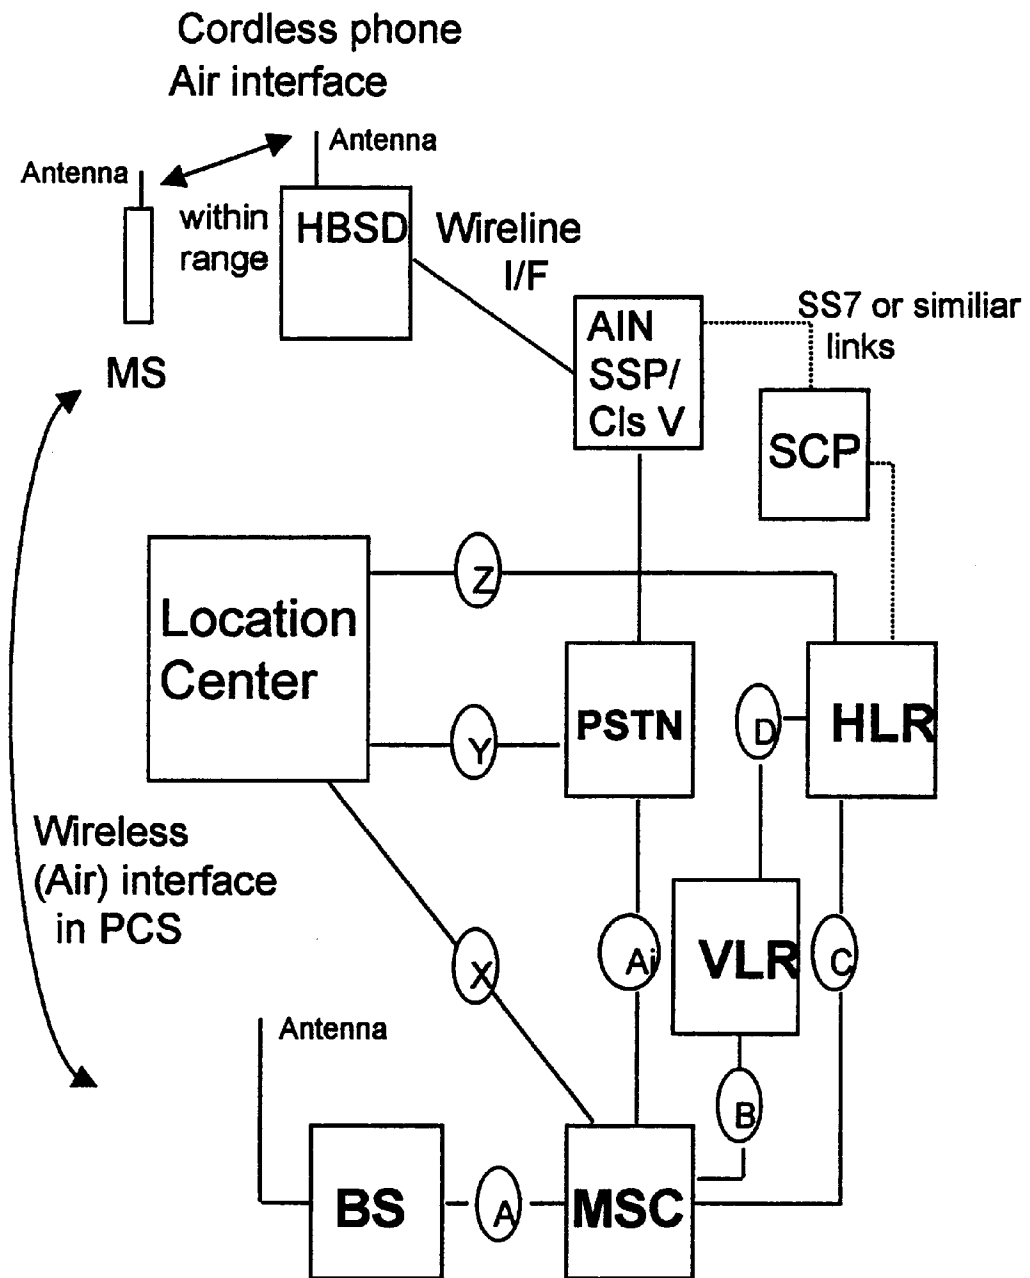 Cordless phone
Air interface
Antenna
Antenna
within
range
HBSD
Wireline
I/F
MS
AIN
SSP/
Cls V
SS7 or similiar
links
SCP
Z
Location
Center
Y
PSTN
D
HLR
Wireless
(Air) interface
in PCS
X
Ai
VLR
C
Antenna
B
BS
A
MSC